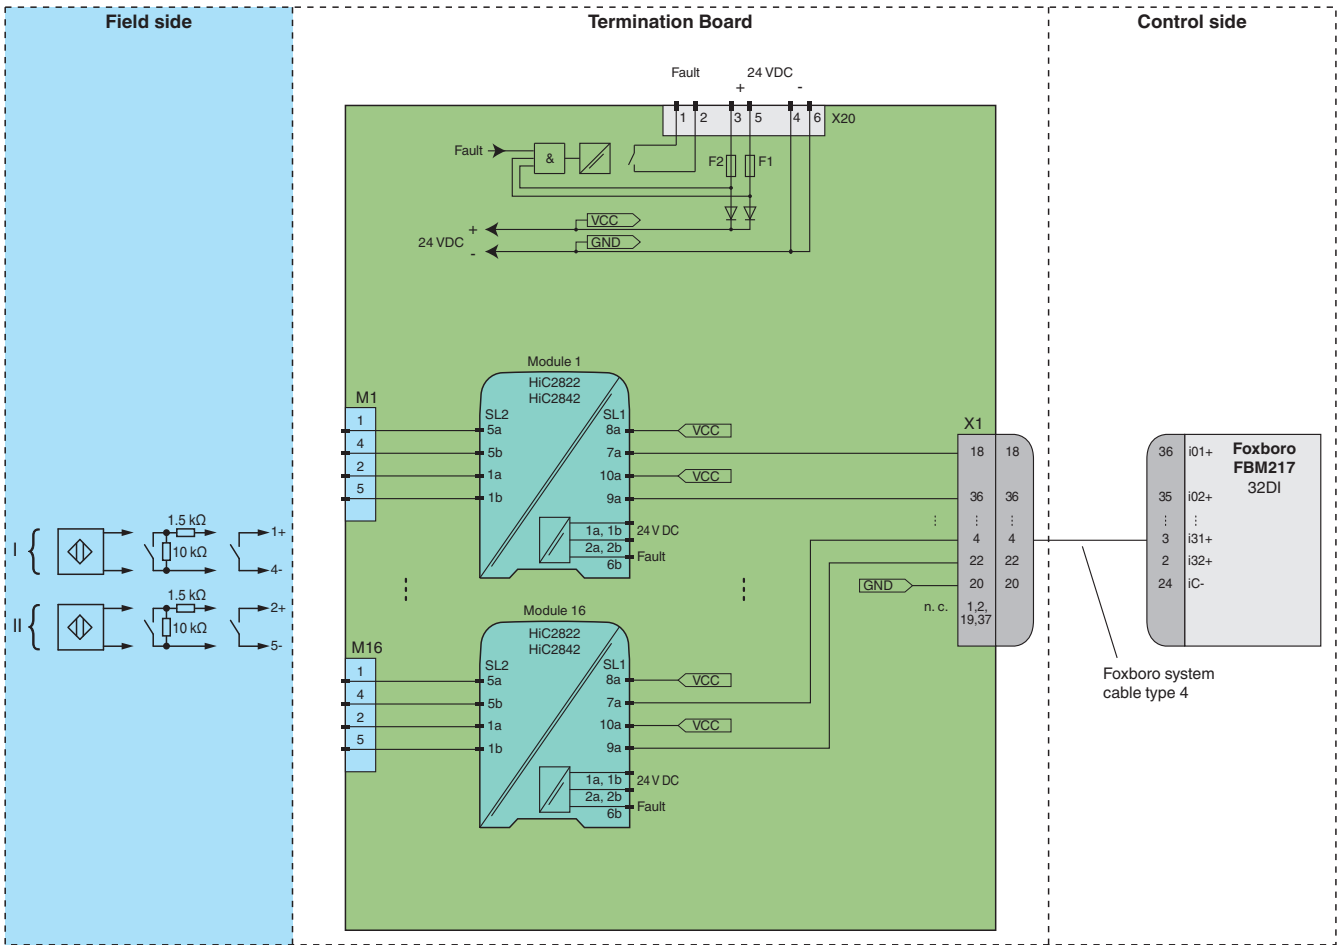 Field side
Termination Board
Control side
Fault
24 VDC
+
-
1
2
3
5
4
6
X20
Fault
&
F2
F1
VCC
+
24 VDC
GND
-
Module 1
HiC2822
HiC2842
M1
SL2
SL1
1
5a
8a
VCC
4
5b
7a
2
1a
10a
VCC
5
1b
9a
1a, 1b
24 V DC
2a, 2b
Fault
6b
X1
18
18
36
36
⋮
⋮
⋮
4
4
22
22
GND
20
20
n. c.
1,2,
19,37
36
i01+
Foxboro
FBM217
32DI
35
i02+
⋮
⋮
3
i31+
2
i32+
24
iC-
Foxboro system
cable type 4
I
{
1.5 kΩ
10 kΩ
1+
4-
II
{
1.5 kΩ
10 kΩ
2+
5-
Module 16
HiC2822
HiC2842
M16
SL2
SL1
1
5a
8a
VCC
4
5b
7a
2
1a
10a
VCC
5
1b
9a
1a, 1b
24 V DC
2a, 2b
Fault
6b